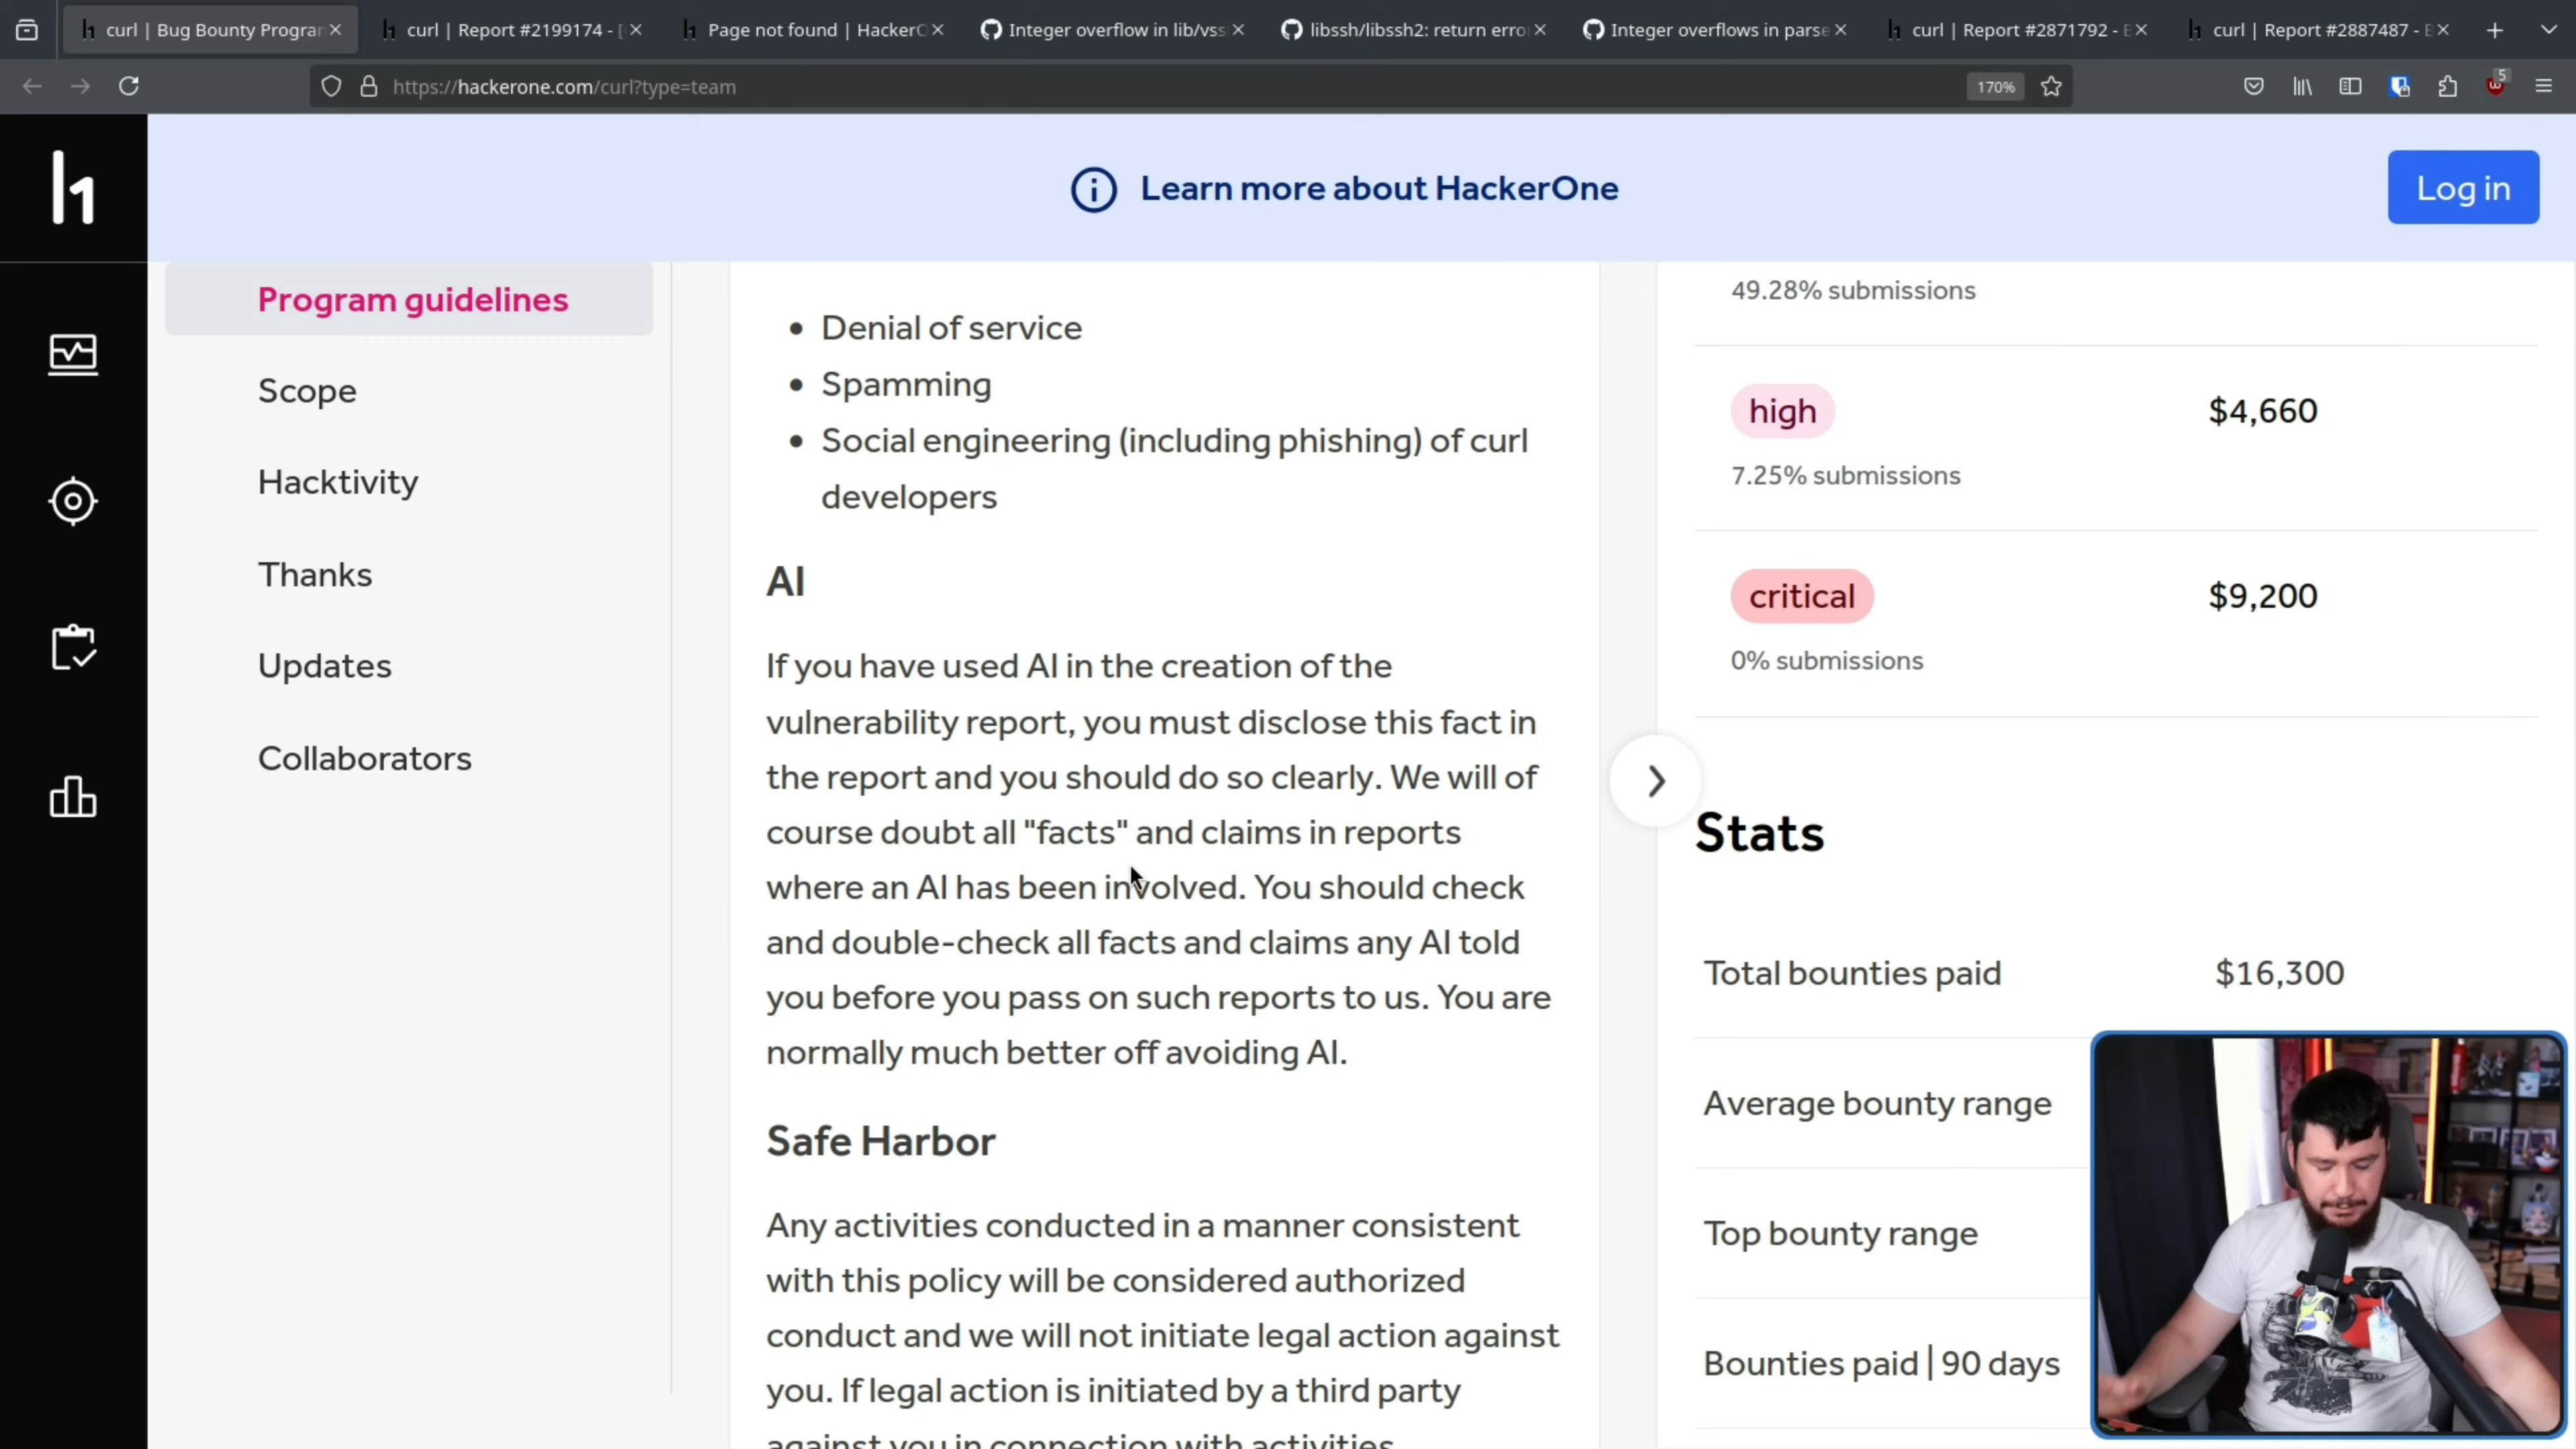 curl | Bug Bounty Progran
curl | Report #2199174 - [
Page not found | HackerO
Integer overflow in lib/vss
libssh/libssh2: return erro
Integer overflows in parse
curl | Report #2871792 - E
curl | Report #2887487 - E
https://hackerone.com/curl?type=team
170%
5
Learn more about HackerOne
Log in
Program guidelines
Scope
Hacktivity
Thanks
Updates
Collaborators
• Denial of service
• Spamming
• Social engineering (including phishing) of curl
developers
AI
If you have used AI in the creation of the
vulnerability report, you must disclose this fact in
the report and you should do so clearly. We will of
course doubt all "facts" and claims in reports
where an AI has been involved. You should check
and double-check all facts and claims any AI told
you before you pass on such reports to us. You are
normally much better off avoiding AI.
Safe Harbor
Any activities conducted in a manner consistent
with this policy will be considered authorized
conduct and we will not initiate legal action against
you. If legal action is initiated by a third party
against you in connection with activities
49.28% submissions
high $4,660
7.25% submissions
critical $9,200
0% submissions
Stats
Total bounties paid $16,300
Average bounty range
Top bounty range
Bounties paid | 90 days